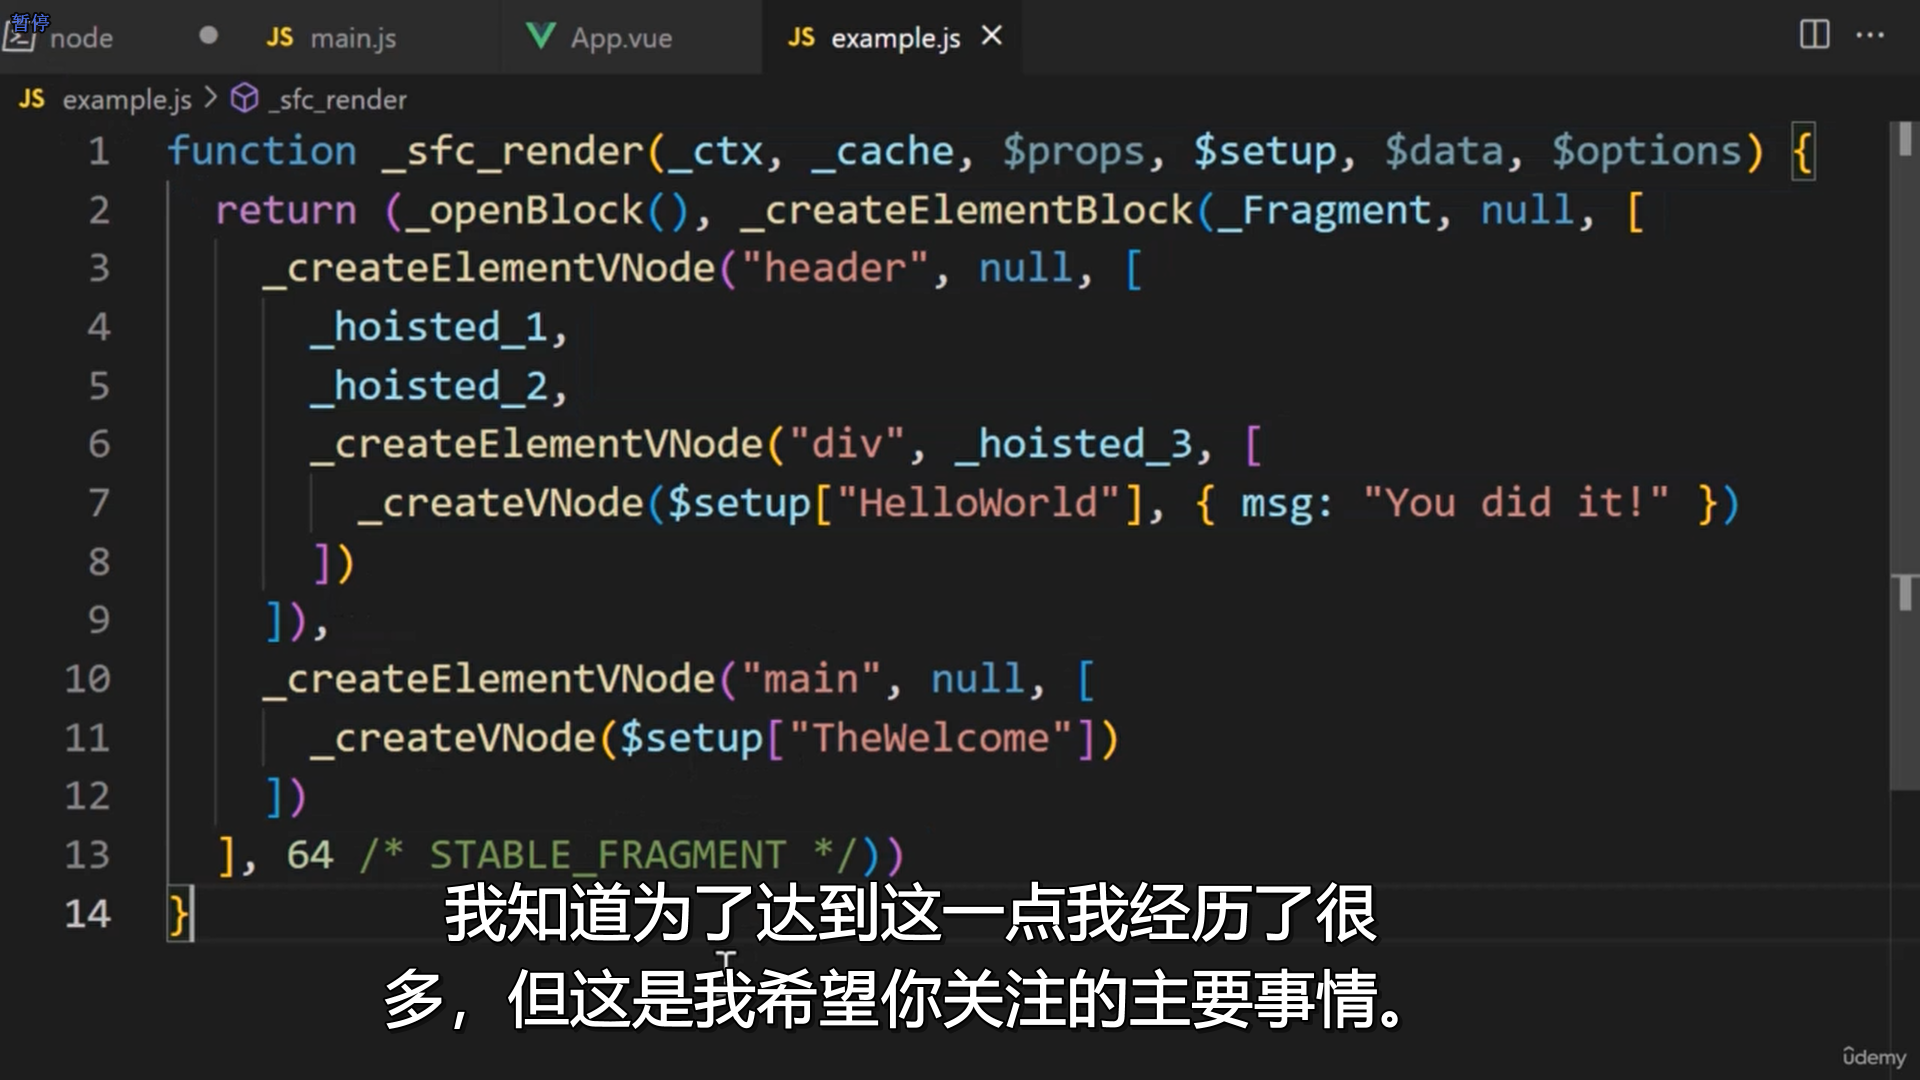 暂停
node
JS main.js
App.vue
JS example.js
JS example.js > _sfc_render
1 function _sfc_render(_ctx, _cache, $props, $setup, $data, $options) {
2 return (_openBlock(), _createElementBlock(_Fragment, null, [
3 _createElementVNode("header", null, [
4 _hoisted_1,
5 _hoisted_2,
6 _createElementVNode("div", _hoisted_3, [
7 _createVNode($setup["HelloWorld"], { msg: "You did it!" })
8 ])
9 ]),
10 _createElementVNode("main", null, [
11 _createVNode($setup["TheWelcome"])
12 ])
13 ], 64 /* STABLE_FRAGMENT */))
14 }
我知道为了达到这一点我经历了很
多，但这是我希望你关注的主要事情。
ûdemy